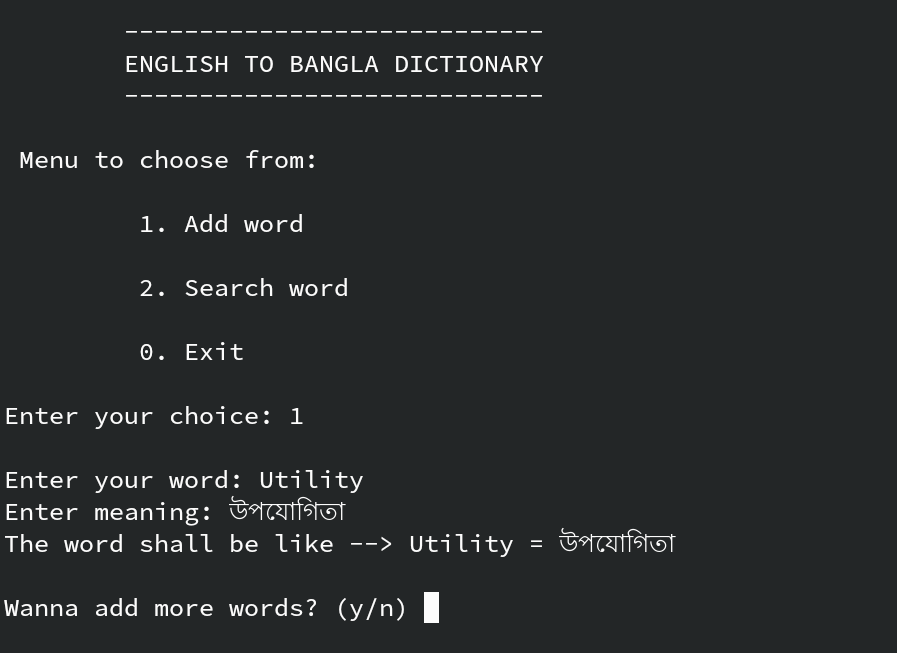 ----------------------------
ENGLISH TO BANGLA DICTIONARY
----------------------------
Menu to choose from:
1. Add word
2. Search word
0. Exit
Enter your choice: 1
Enter your word: Utility
Enter meaning: উপযোগিতা
The word shall be like --> Utility = উপযোগিতা
Wanna add more words? (y/n)